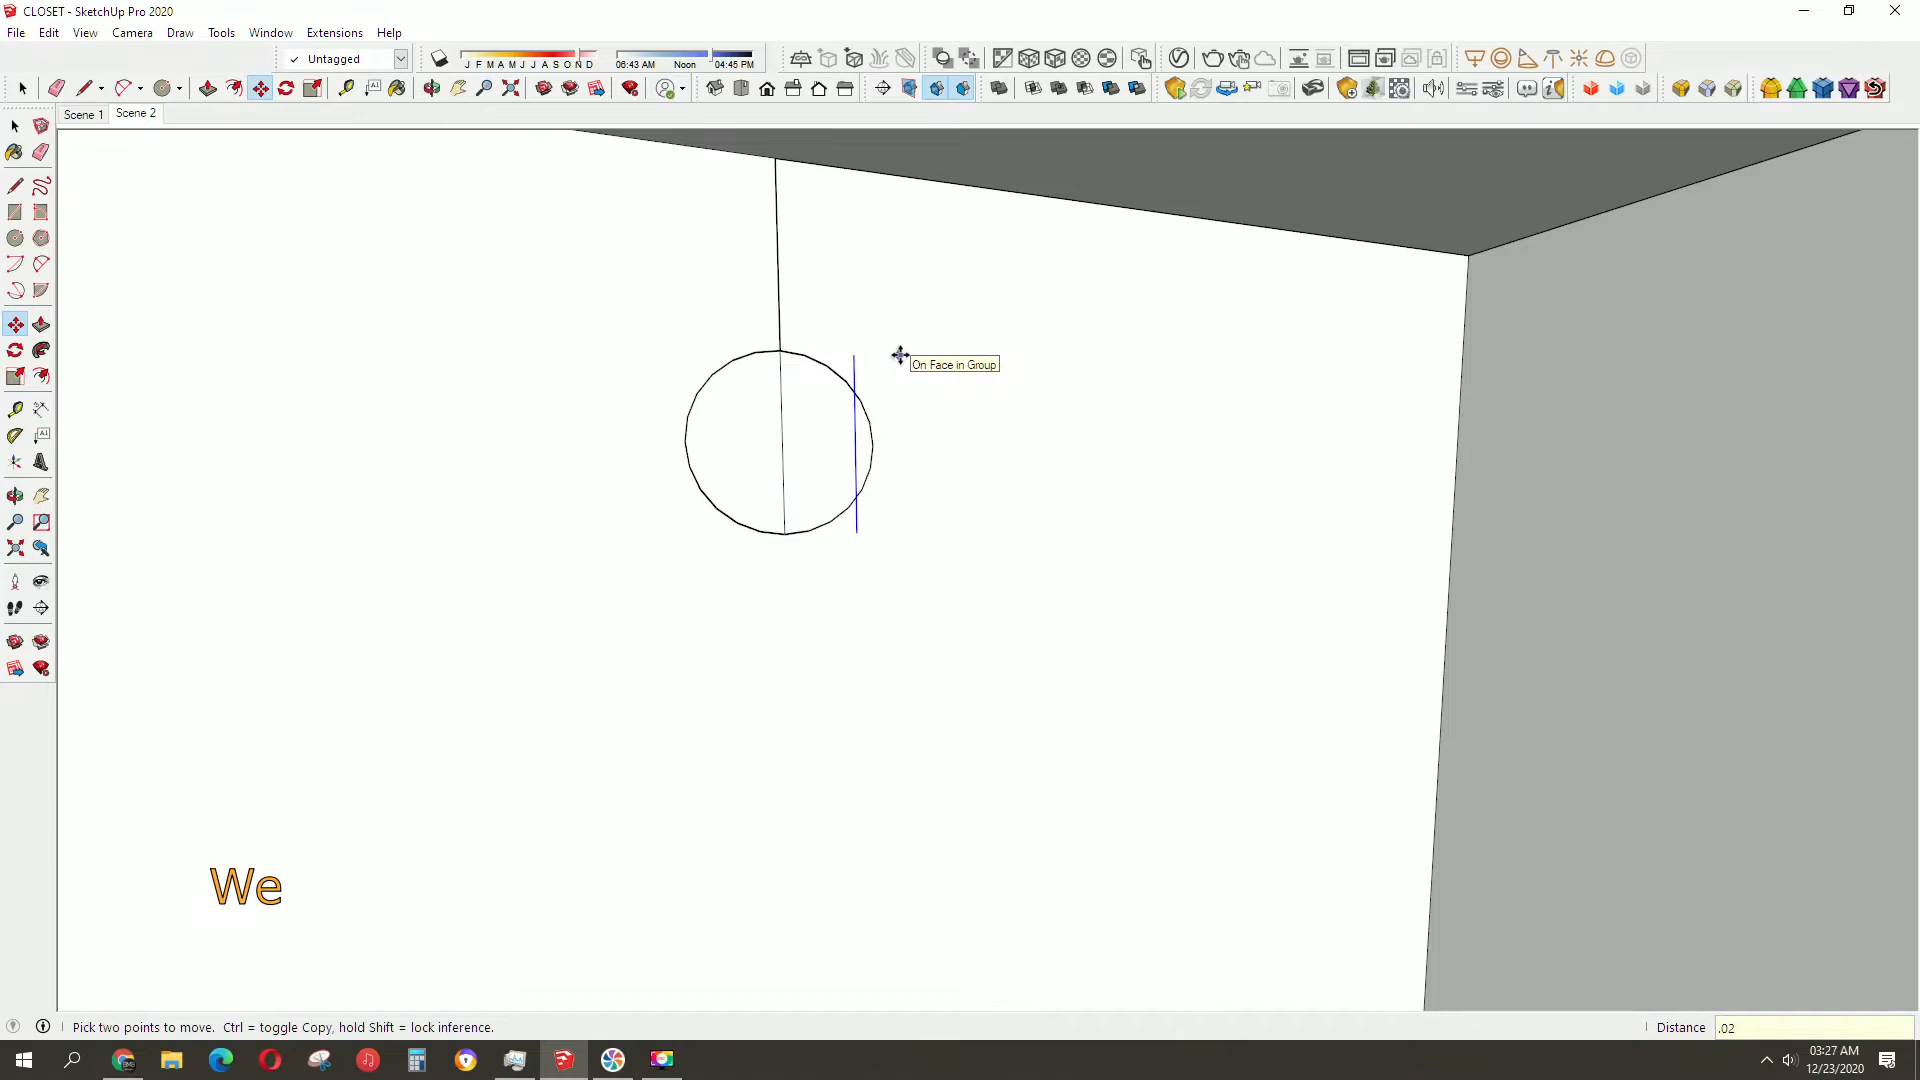 CLOSET - SketchUp Pro 2020
File Edit View Camera Draw Tools Window Extensions Help
✓ Untagged
J F M A M J J A S O N D
06:43 AM Noon 04:45 PM
Scene 1 Scene 2
On Face in Group
We
Pick two points to move. Ctrl = toggle Copy, hold Shift = lock inference.
Distance .02
03:27 AM
12/23/2020